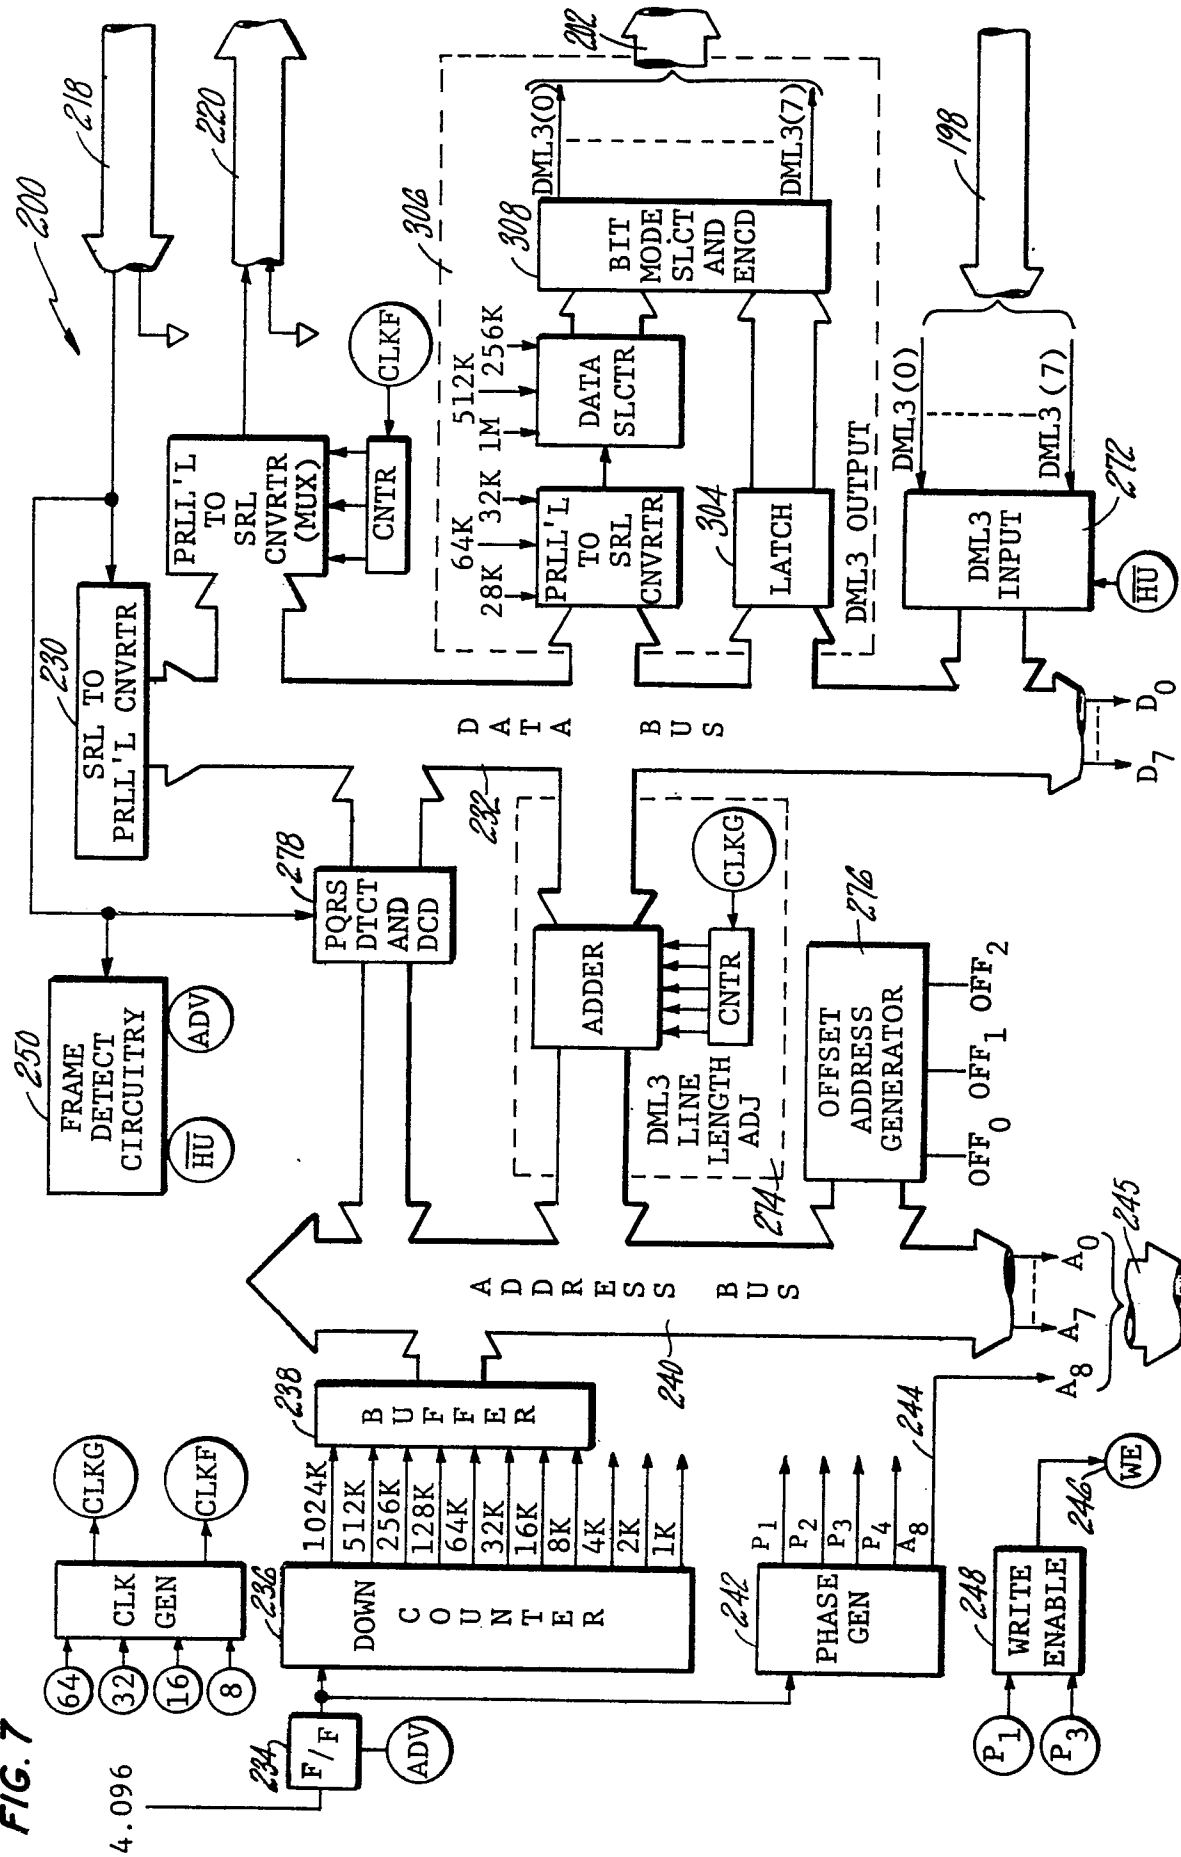 FIG. 7
4.096
234
F/F
ADV
64
32
16
8
CLK
GEN
CLKG
CLKF
236
DOWN
COUNTER
1024K
512K
256K
128K
64K
32K
16K
8K
4K
2K
1K
238
BUFFER
242
PHASE
GEN
P1
P2
P3
P4
A8
244
248
WRITE
ENABLE
P1
P3
246
WE
240
ADDRESS BUS
A8
A7
A0
245
250
FRAME
DETECT
CIRCUITRY
HU
ADV
278
PQRS
DTCT
AND
DCD
274
ADDER
CNTR
CLKG
DML3
LINE
LENGTH
ADJ
276
OFFSET
ADDRESS
GENERATOR
OFF0
OFF1
OFF2
200
230
SRL TO
PRLL'L CNVRTR
232
DATA BUS
D7
D0
218
220
PRLL'L
TO
SRL
CNVRTR
(MUX)
CNTR
CLKF
306
28K
64K
32K
PRLL'L
TO
SRL
CNVRTR
1M
512K
256K
DATA
SLCTR
304
LATCH
308
BIT
MODE
SLCT
AND
ENCD
DML3(0)
DML3(7)
DML3 OUTPUT
202
272
DML3
INPUT
HU
DML3(0)
DML3(7)
198